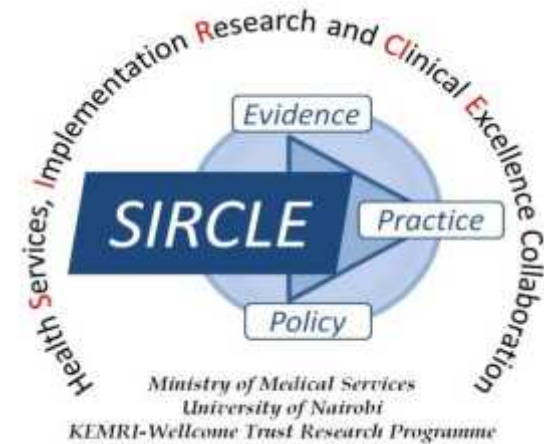 Health Services, Implementation Research and Clinical Excellence Collaboration
Evidence
SIRCLE
Practice
Policy
Ministry of Medical Services
University of Nairobi
KEMRI-Wellcome Trust Research Programme